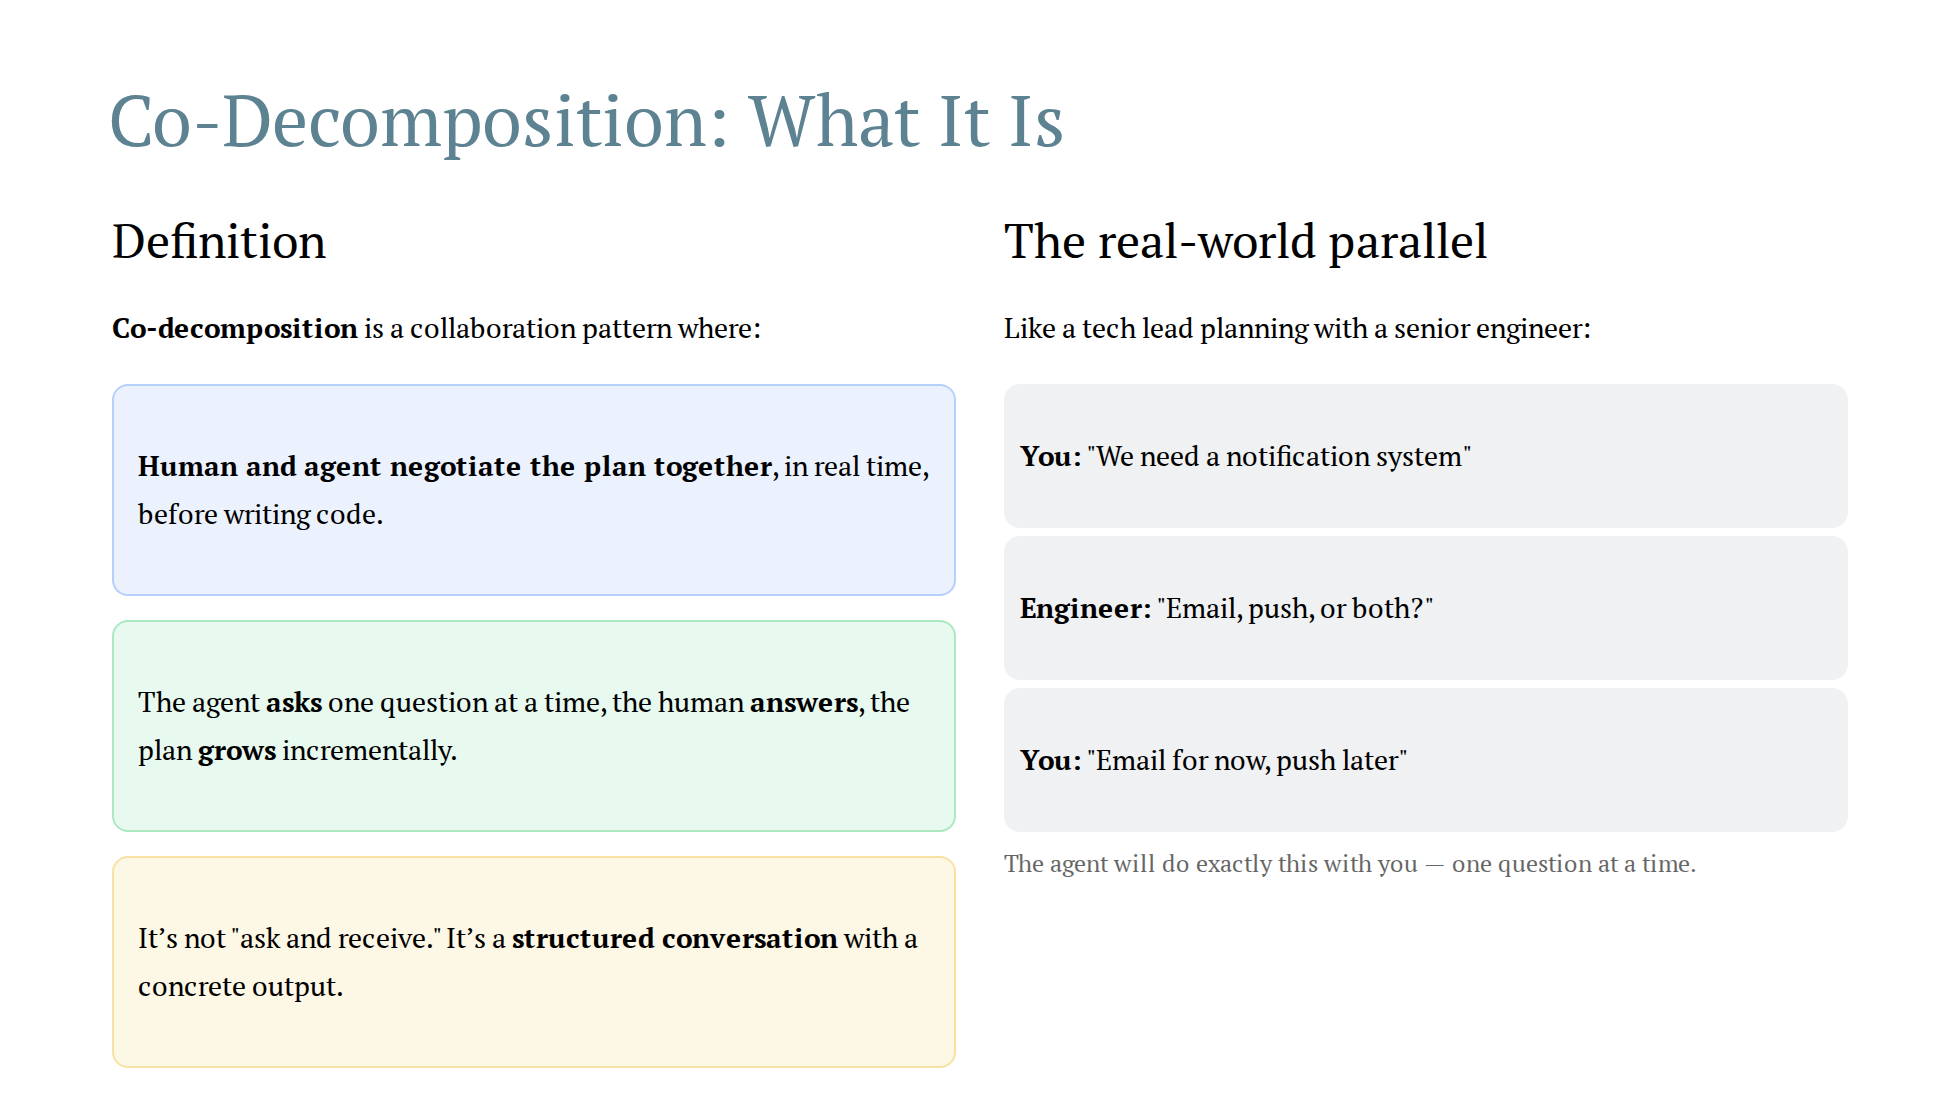 Co-Decomposition: What It Is
Definition
Co-decomposition is a collaboration pattern where:
Human and agent negotiate the plan together, in real time,
before writing code.
The agent asks one question at a time, the human answers, the
plan grows incrementally.
It’s not "ask and receive." It’s a structured conversation with a
concrete output.
The real-world parallel
Like a tech lead planning with a senior engineer:
You: "We need a notification system"
Engineer: "Email, push, or both?"
You: "Email for now, push later"
The agent will do exactly this with you — one question at a time.